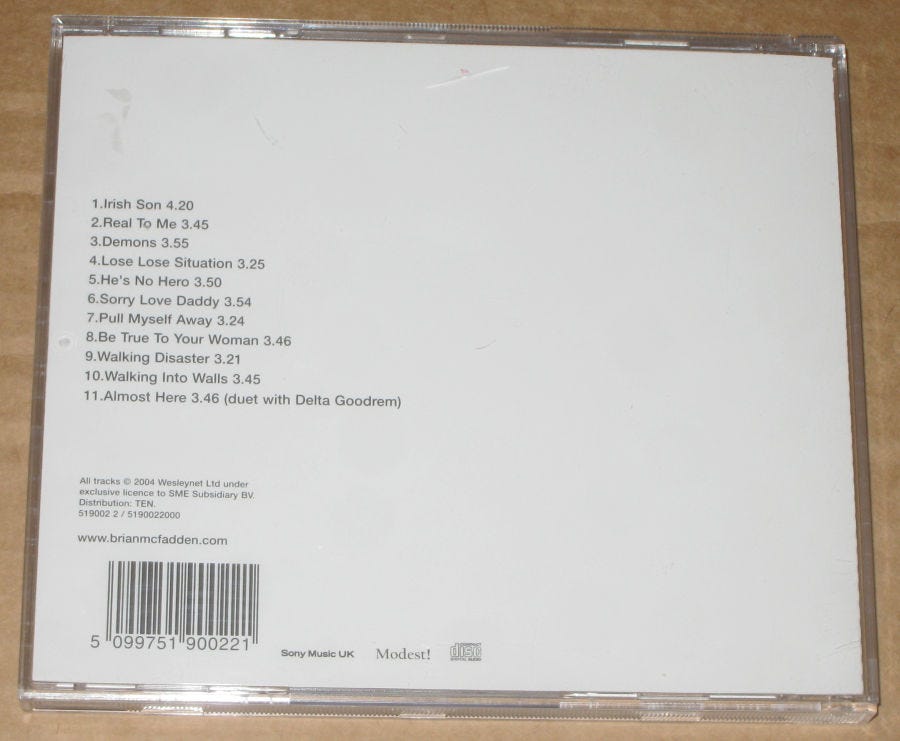 1.Irish Son 4.20
2.Real To Me 3.45
3.Demons 3.55
4.Lose Lose Situation 3.25
5.He's No Hero 3.50
6.Sorry Love Daddy 3.54
7.Pull Myself Away 3.24
8.Be True To Your Woman 3.46
9.Walking Disaster 3.21
10.Walking Into Walls 3.45
11.Almost Here 3.46 (duet with Delta Goodrem)
All tracks © 2004 Wesleynet Ltd under
exclusive licence to SME Subsidiary BV.
Distribution: TEN.
519002 2 / 5190022000
www.brianmcfadden.com
5 099751 900221
Sony Music UK Modest! disc
DIGITAL AUDIO